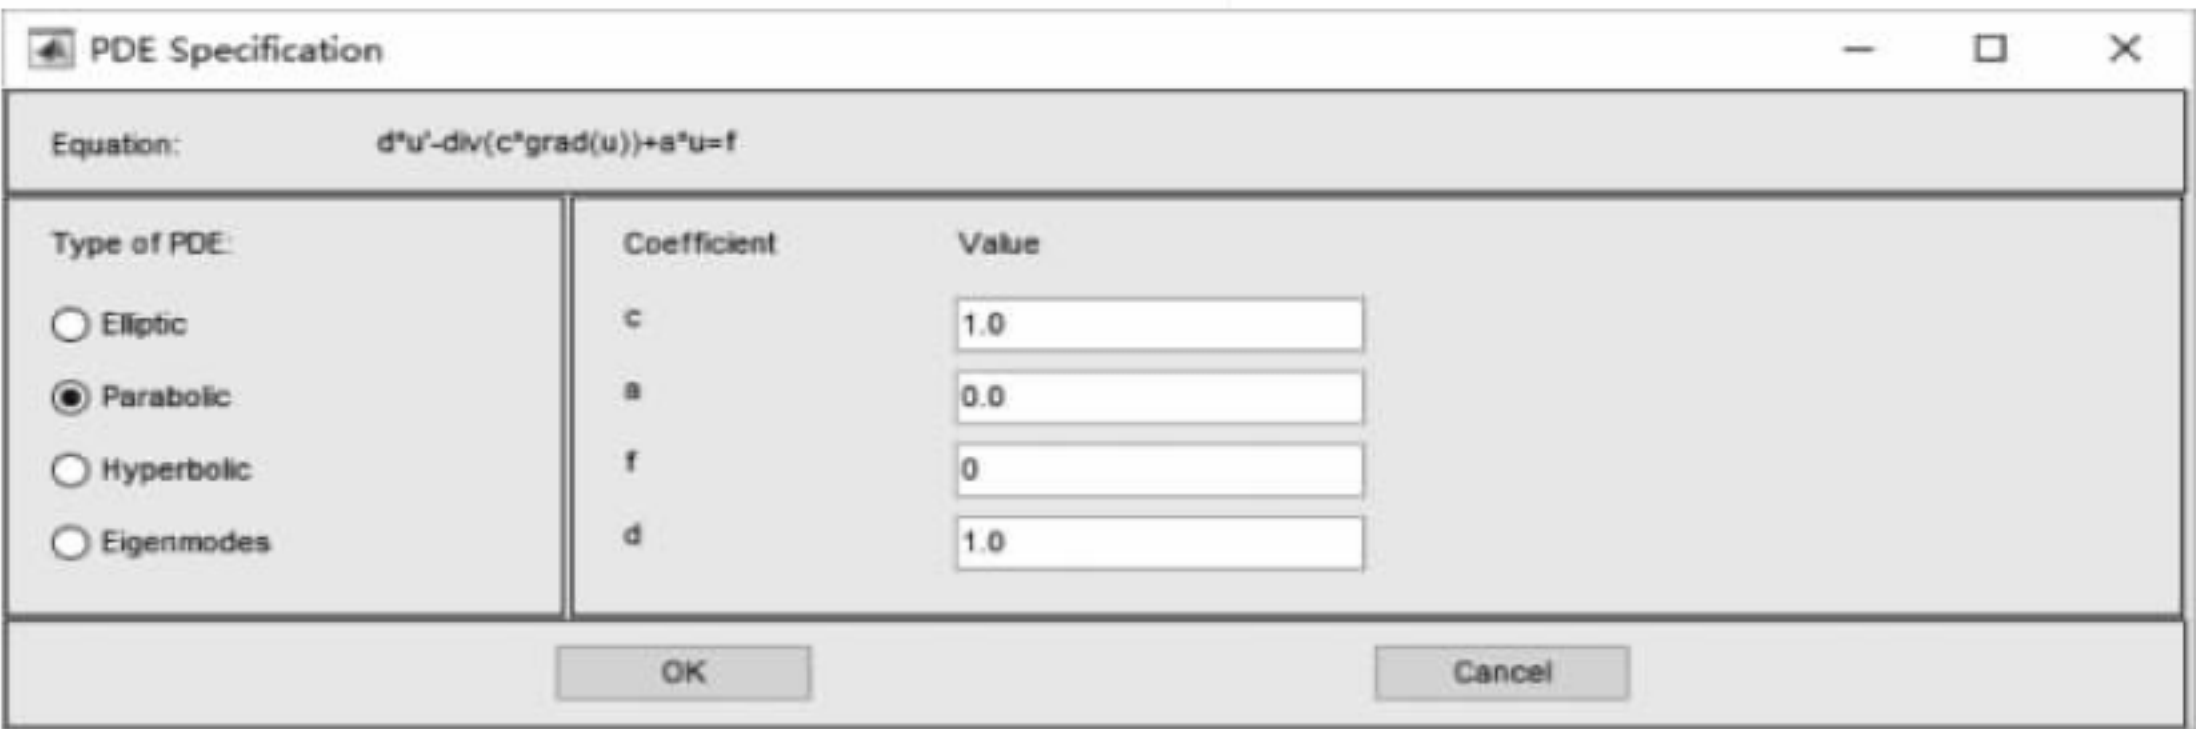 PDE Specification
Equation: d*u'-div(c*grad(u))+a*u=f
Type of PDE: Coefficient Value
Elliptic c 1.0
Parabolic a 0.0
Hyperbolic f 0
Eigenmodes d 1.0
OK Cancel